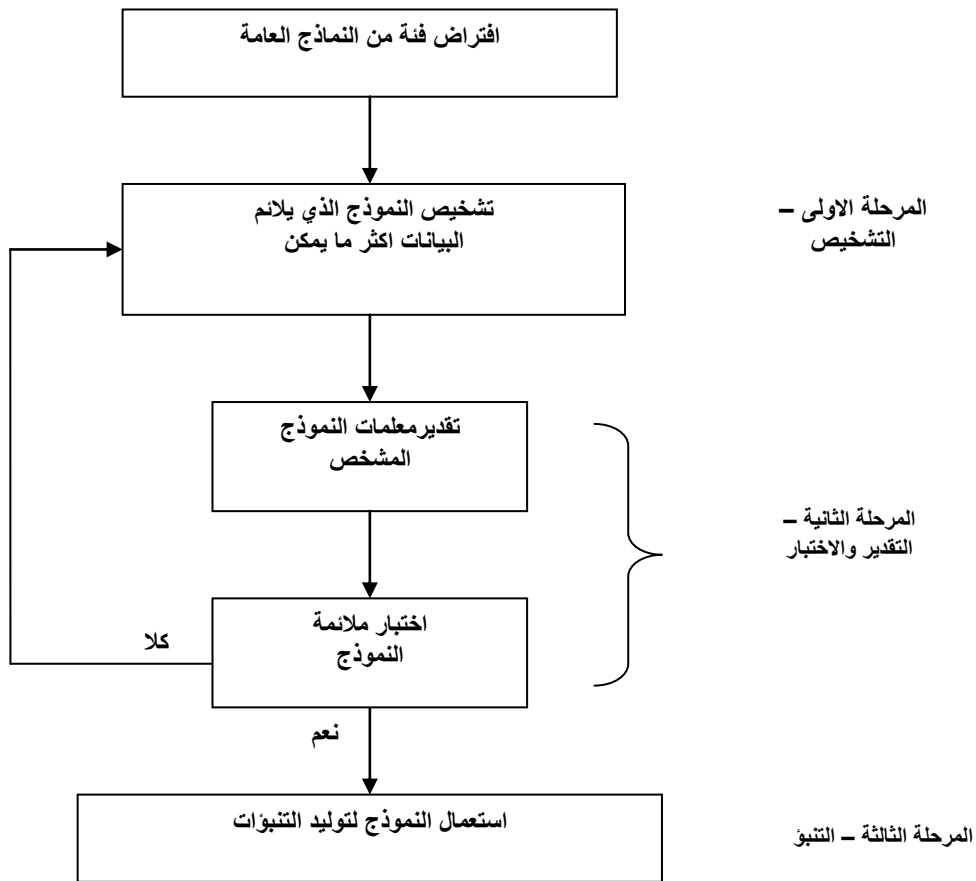 افتراض فئة من النماذج العامة
تشخيص النموذج الذي يلائم
البيانات اكثر ما يمكن
المرحلة الاولى –
التشخيص
تقديرمعلمات النموذج
المشخص
المرحلة الثانية –
التقدير والاختبار
اختبار ملائمة
النموذج
كلا
نعم
استعمال النموذج لتوليد التنبؤات
المرحلة الثالثة – التنبؤ